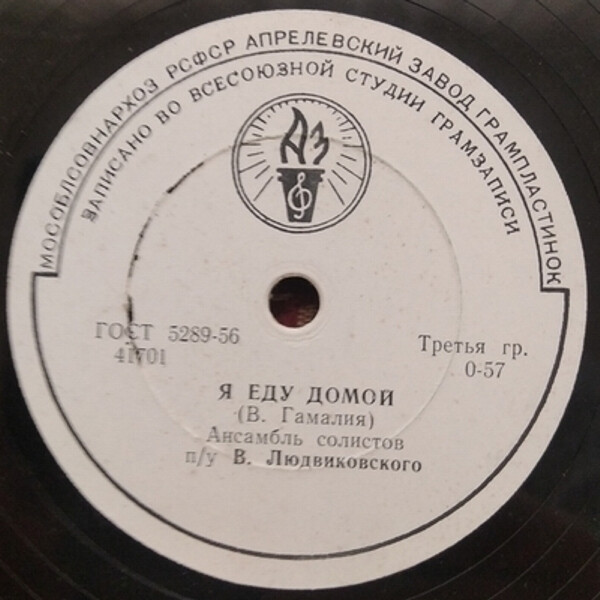 МОСОБЛСОВНАРХОЗ РСФСР АПРЕЛЕВСКИЙ ЗАВОД ГРАМПЛАСТИНОК
ЗАПИСАНО ВО ВСЕСОЮЗНОЙ СТУДИИ ГРАМЗАПИСИ
АЗ
ГОСТ 5289-56
41701
Третья гр.
0-57
Я ЕДУ ДОМОЙ
(В. Гамалия)
Ансамбль солистов
п/у В. Людвиковского